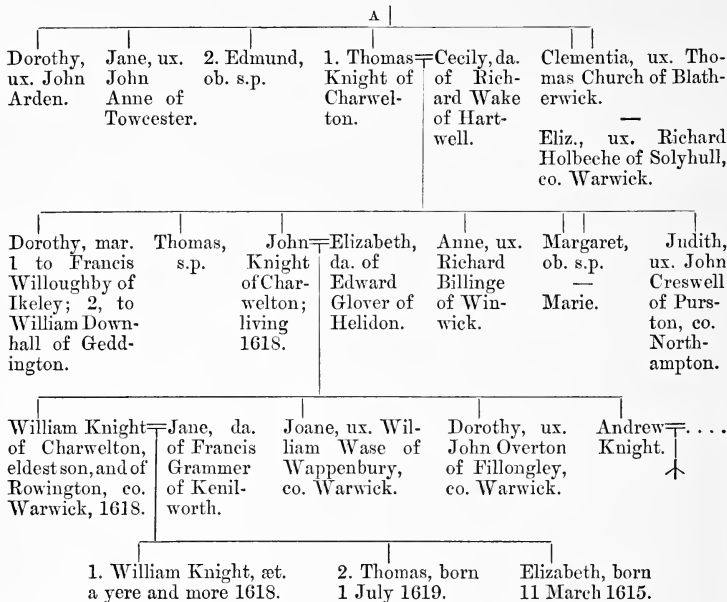 A
Dorothy,
ux. John
Arden.
Jane, ux.
John
Anne of
Towcester.
2. Edmund,
ob. s.p.
1. Thomas
Knight of
Charwel-
ton.
Cecily, da.
of Rich-
ard Wake
of Hart-
well.
Clementia, ux. Tho-
mas Church of Blath-
erwick.
—
Eliz., ux. Richard
Holbeche of Solyhull,
co. Warwick.
Dorothy, mar.
1 to Francis
Willoughby of
Ikeley; 2, to
William Down-
hall of Gedd-
ington.
Thomas,
s.p.
John
Knight
of Char-
welton;
living
1618.
Elizabeth,
da. of
Edward
Glover of
Helidon.
Anne, ux.
Richard
Billinge
of Win-
wick.
Margaret,
ob. s.p.
—
Marie.
Judith,
ux. John
Creswell
of Purs-
ton, co.
North-
ampton.
William Knight
of Charwelton,
eldest son, and of
Rowington, co.
Warwick, 1618.
Jane, da.
of Francis
Grammer
of Kenil-
worth.
Joane, ux. Wil-
liam Wase of
Wappenbury,
co. Warwick.
Dorothy, ux.
John Overton
of Fillongley,
co. Warwick.
Andrew
Knight.
. . . .
1. William Knight, æt.
a yere and more 1618.
2. Thomas, born
1 July 1619.
Elizabeth, born
11 March 1615.